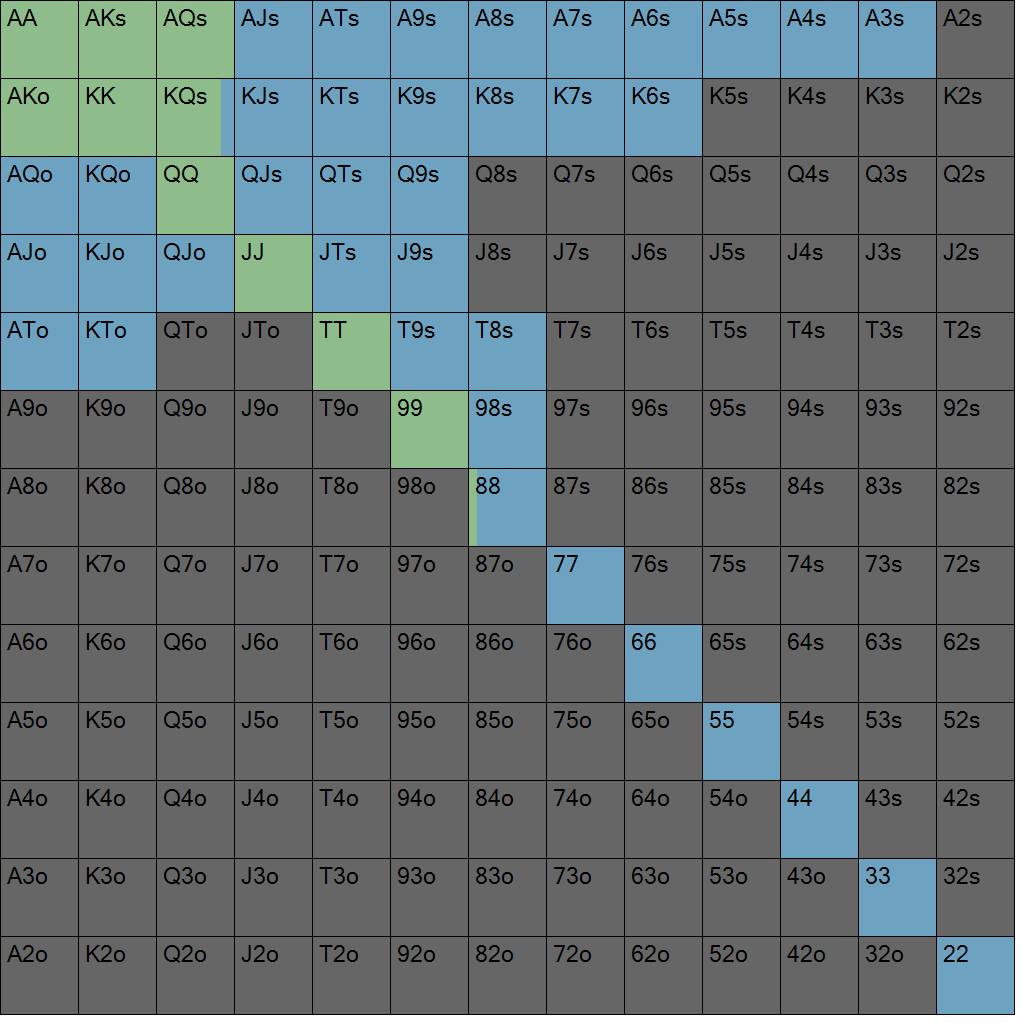 AA AKs AQs AJs ATs A9s A8s A7s A6s A5s A4s A3s A2s
AKo KK KQs KJs KTs K9s K8s K7s K6s K5s K4s K3s K2s
AQo KQo QQ QJs QTs Q9s Q8s Q7s Q6s Q5s Q4s Q3s Q2s
AJo KJo QJo JJ JTs J9s J8s J7s J6s J5s J4s J3s J2s
ATo KTo QTo JTo TT T9s T8s T7s T6s T5s T4s T3s T2s
A9o K9o Q9o J9o T9o 99 98s 97s 96s 95s 94s 93s 92s
A8o K8o Q8o J8o T8o 98o 88 87s 86s 85s 84s 83s 82s
A7o K7o Q7o J7o T7o 97o 87o 77 76s 75s 74s 73s 72s
A6o K6o Q6o J6o T6o 96o 86o 76o 66 65s 64s 63s 62s
A5o K5o Q5o J5o T5o 95o 85o 75o 65o 55 54s 53s 52s
A4o K4o Q4o J4o T4o 94o 84o 74o 64o 54o 44 43s 42s
A3o K3o Q3o J3o T3o 93o 83o 73o 63o 53o 43o 33 32s
A2o K2o Q2o J2o T2o 92o 82o 72o 62o 52o 42o 32o 22